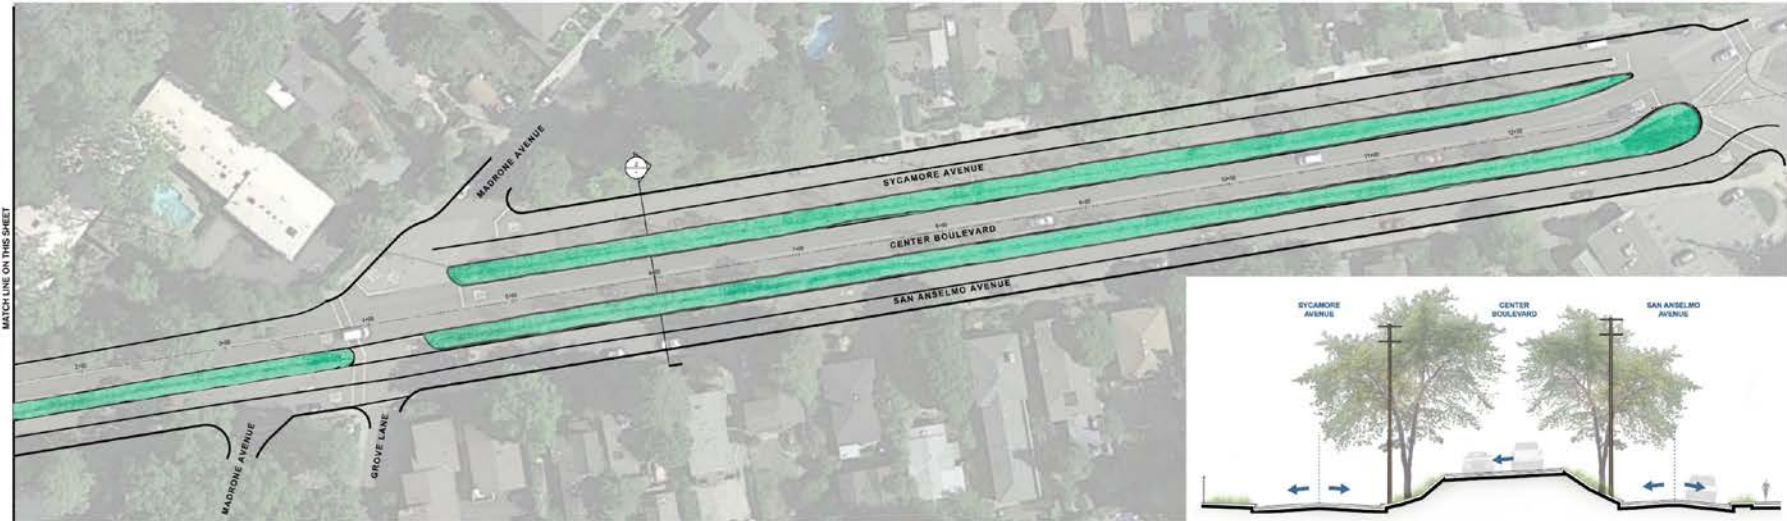 MATCH LINE ON THIS SHEET
MADRONE AVENUE
SYCAMORE AVENUE
CENTER BOULEVARD
SAN ANSELMO AVENUE
MADRONE AVENUE
GROVE LANE
SYCAMORE
AVENUE
CENTER
BOULEVARD
SAN ANSELMO
AVENUE